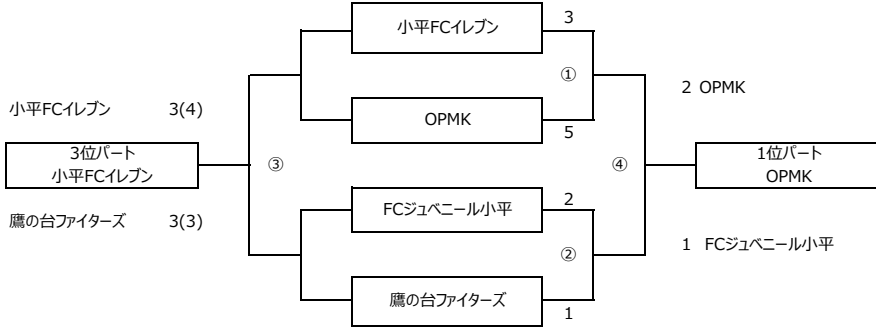 小平FCイレブン 3
①
2 OPMK
小平FCイレブン 3(4)
OPMK 5
3位パート
小平FCイレブン
③
④
1位パート
OPMK
FCジュベニール小平 2
鷹の台ファイターズ 3(3)
②
1 FCジュベニール小平
鷹の台ファイターズ 1